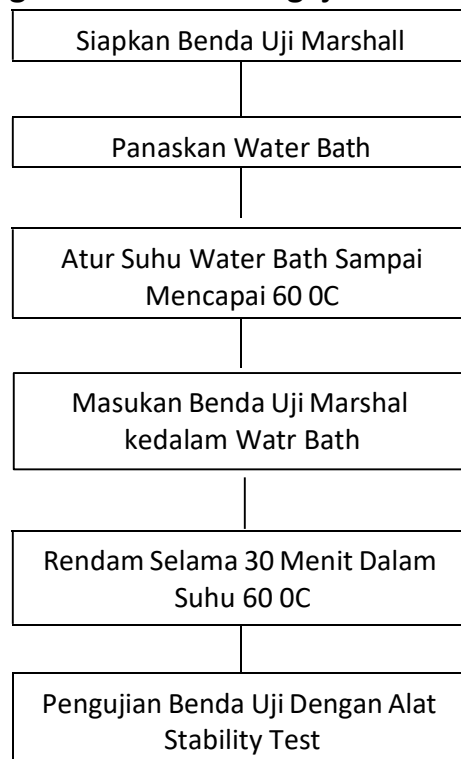 Siapkan Benda Uji Marshall
Panaskan Water Bath
Atur Suhu Water Bath Sampai
Mencapai 60 0C
Masukan Benda Uji Marshal
kedalam Watr Bath
Rendam Selama 30 Menit Dalam
Suhu 60 0C
Pengujian Benda Uji Dengan Alat
Stability Test